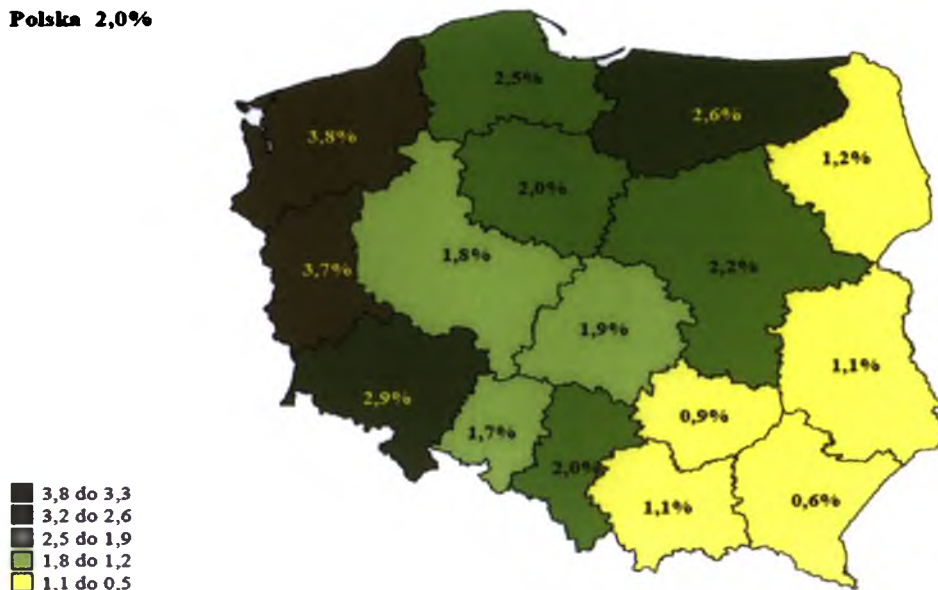 Polska 2,0%
2,5%
2,6%
3,8%
1,2%
2,0%
1,8%
2,2%
3,7%
1,9%
1,1%
2,9%
0,9%
1,7%
2,0%
0,6%
1,1%
3,8 do 3,3
3,2 do 2,6
2,5 do 1,9
1,8 do 1,2
1,1 do 0,5